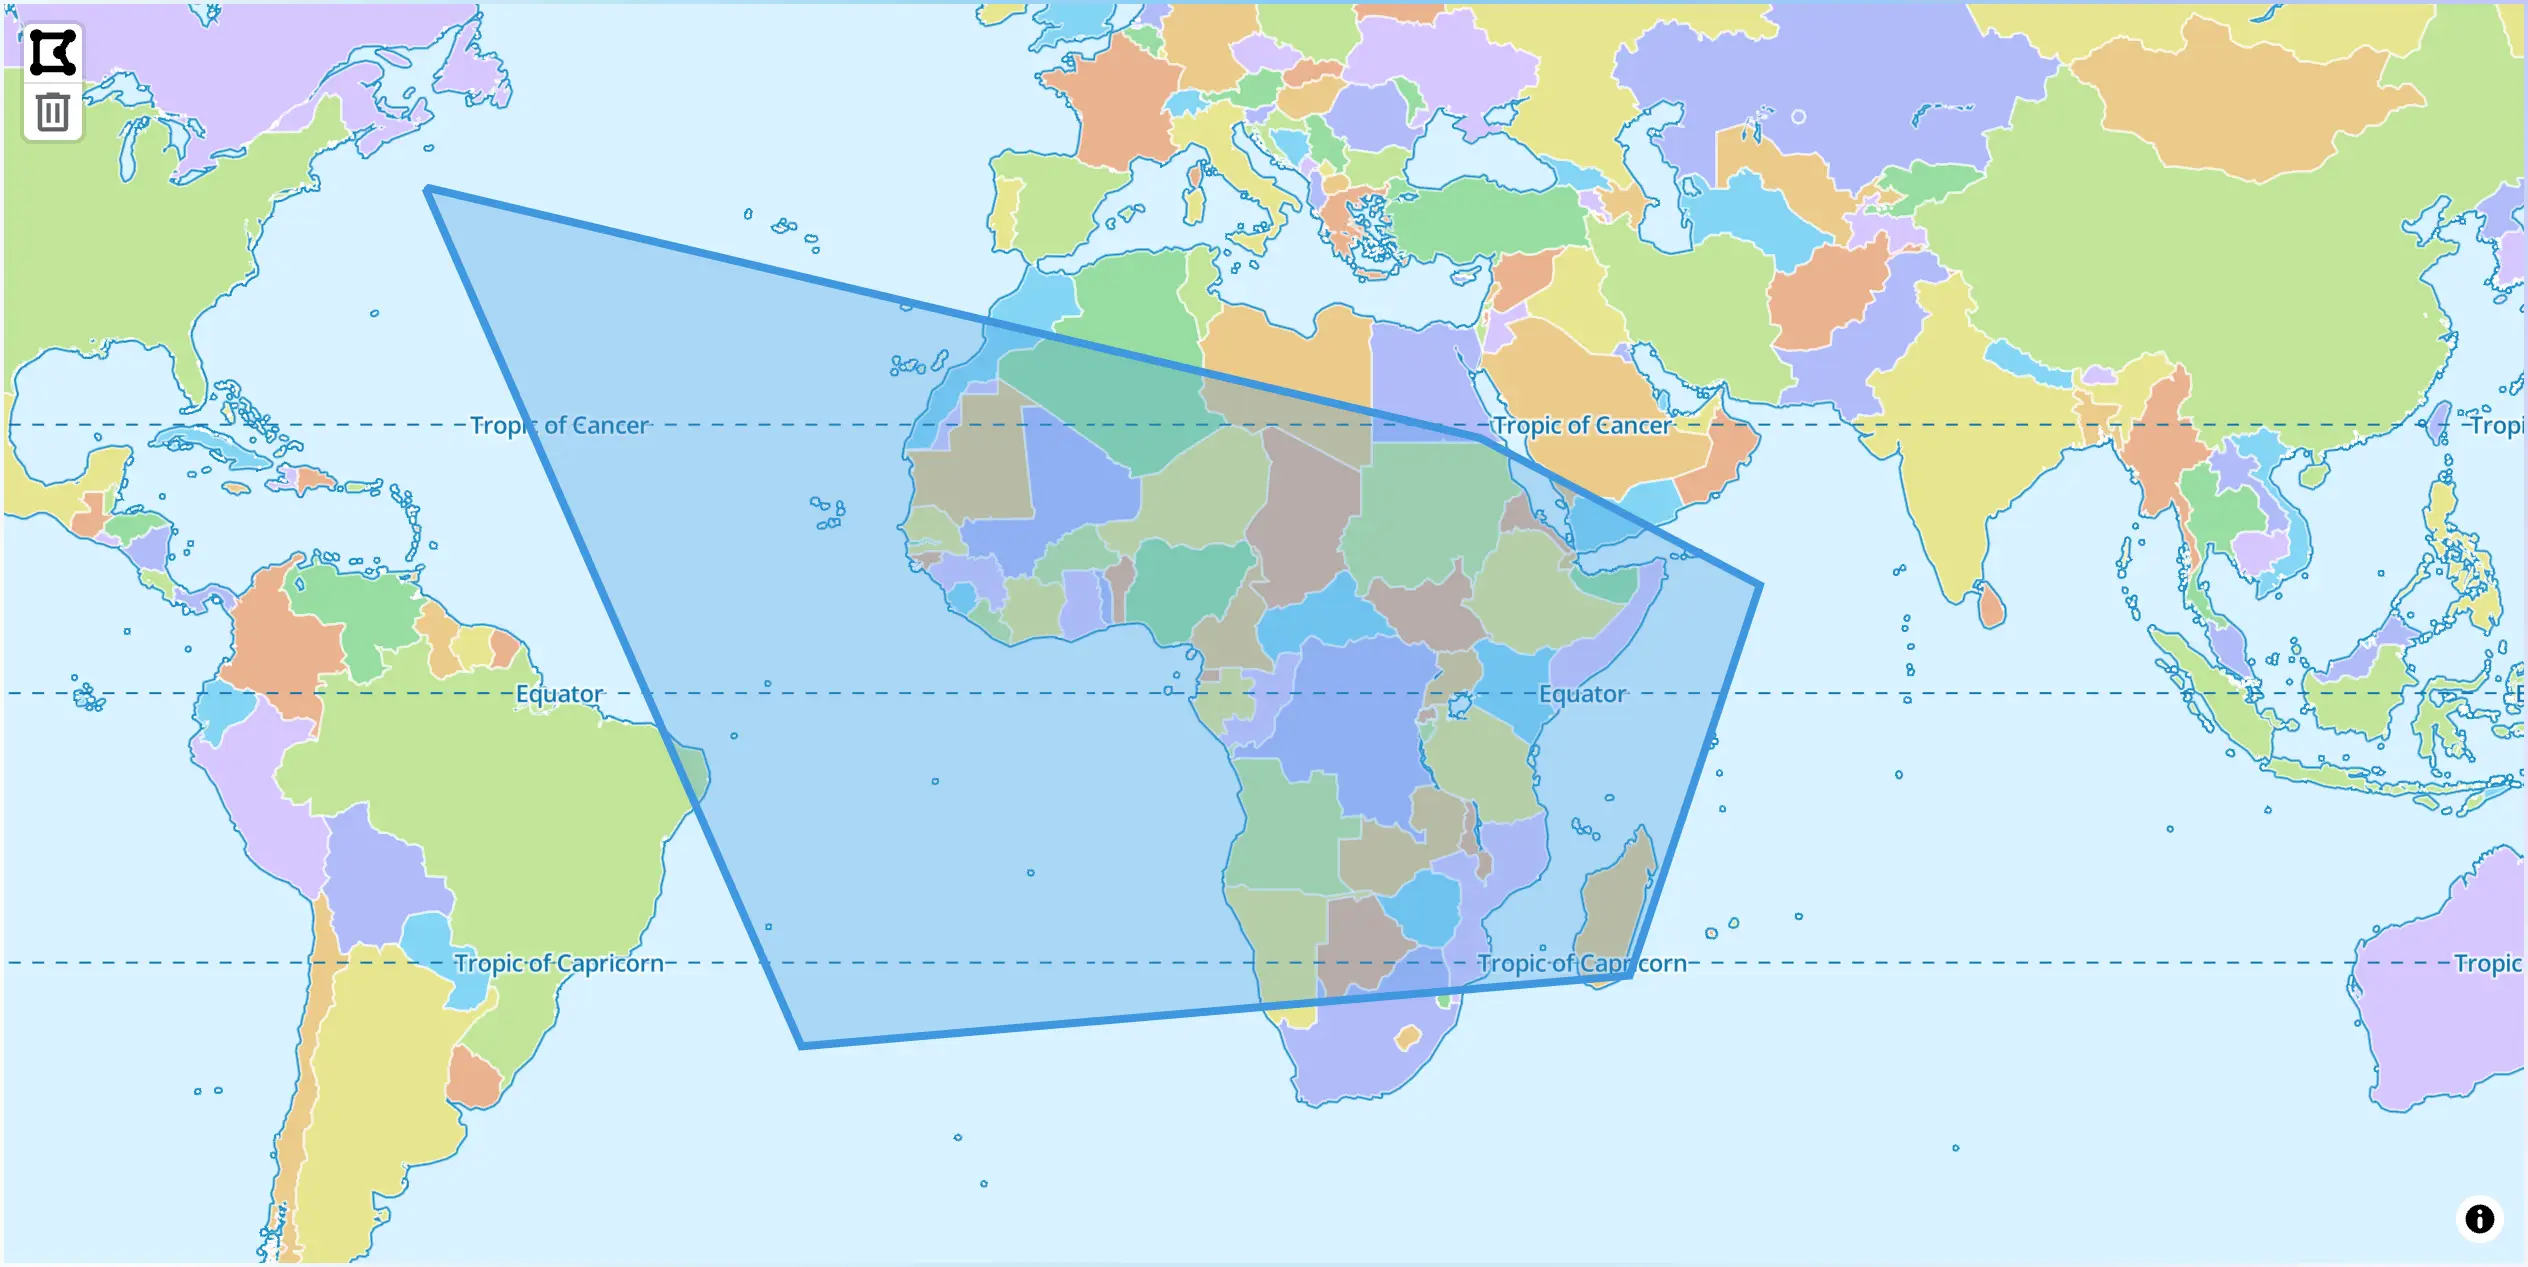 Tropic of Cancer
Tropic of Cancer
Tropi
Equator
Equator
E
Tropic of Capricorn
Tropic of Capricorn
Tropic